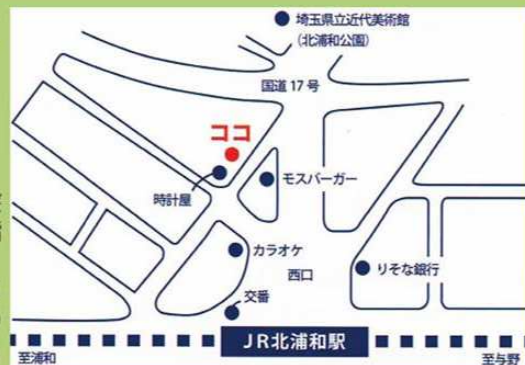 埼玉県立近代美術館
(北浦和公園)
国道17号
ココ
時計屋
モスバーガー
カラオケ
西口
りそな銀行
交番
JR北浦和駅
至浦和
至与野